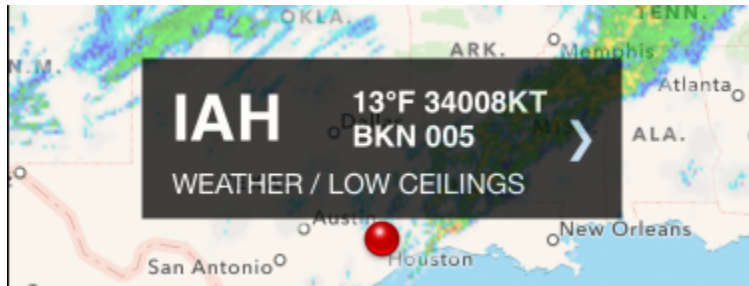 OKLA.
TENN.
ARK.
Memphis
N.M.
Atlanta
IAH
13°F 34008KT
BKN 005
ALA.
WEATHER / LOW CEILINGS
Austin
New Orleans
San Antonio
Houston